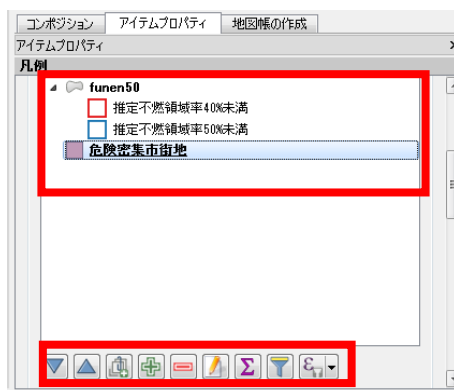 コンポジション アイテムプロパティ 地図帳の作成
アイテムプロパティ
凡例
funen50
推定不燃領域率40%未満
推定不燃領域率50%未満
危険密集市街地
Σ
ε